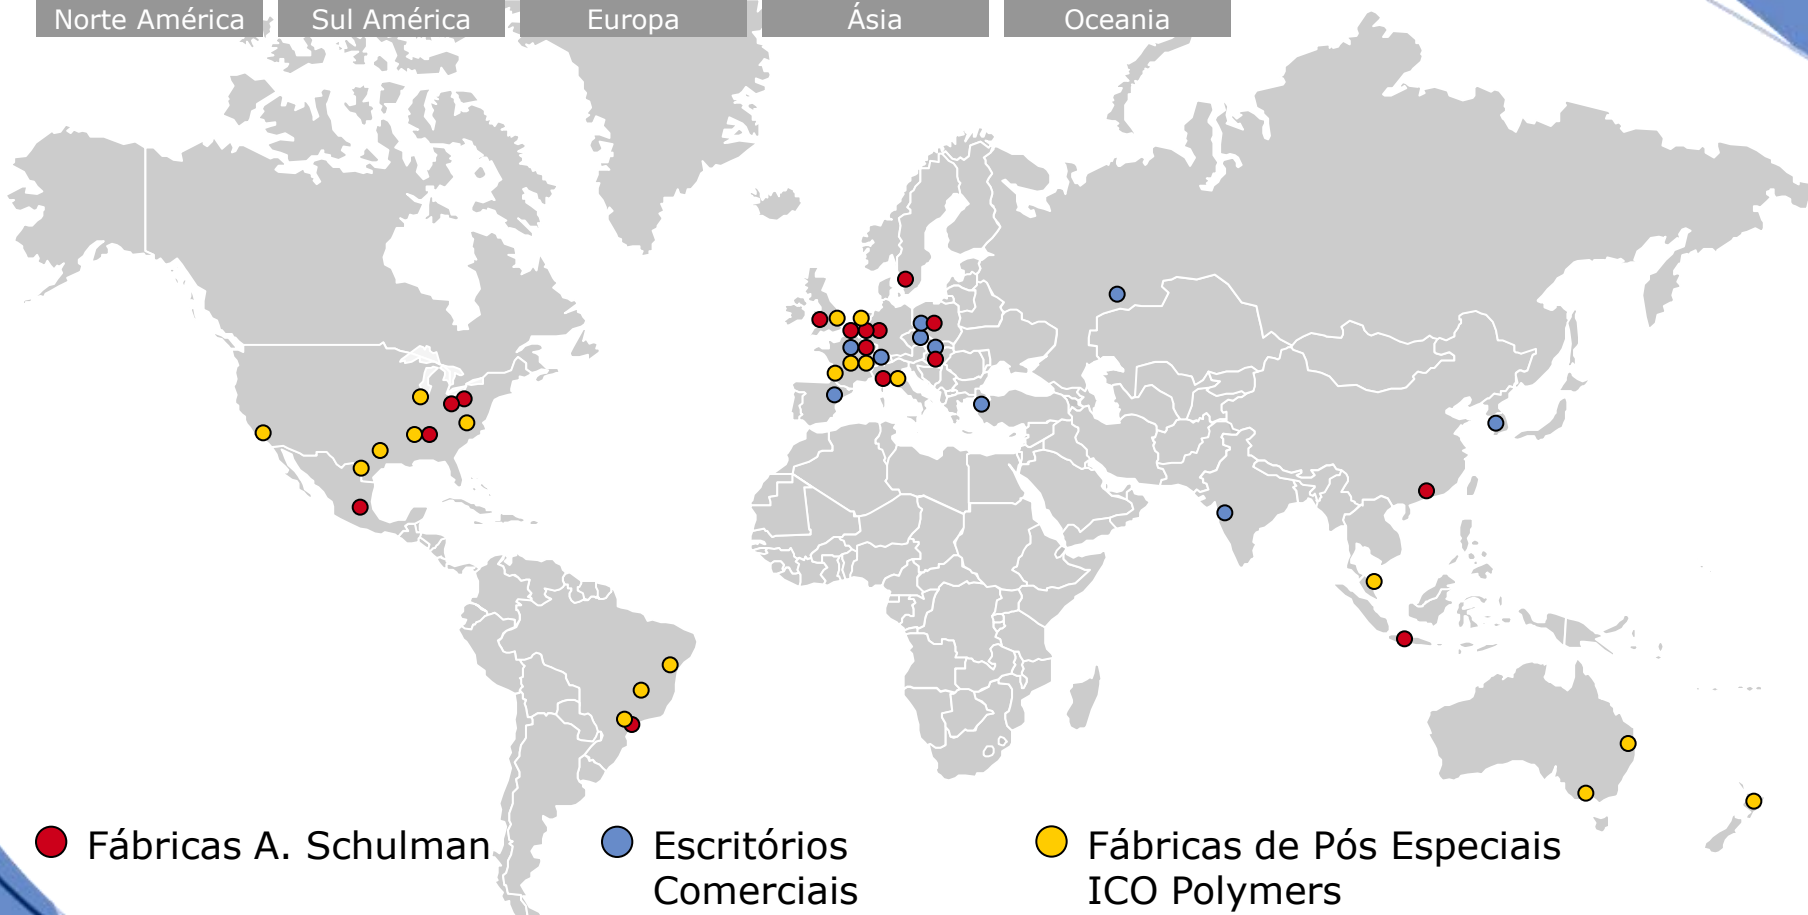 Norte América
Sul América
Europa
Ásia
Oceania
Fábricas A. Schulman
Escritórios
Comerciais
Fábricas de Pós Especiais
ICO Polymers